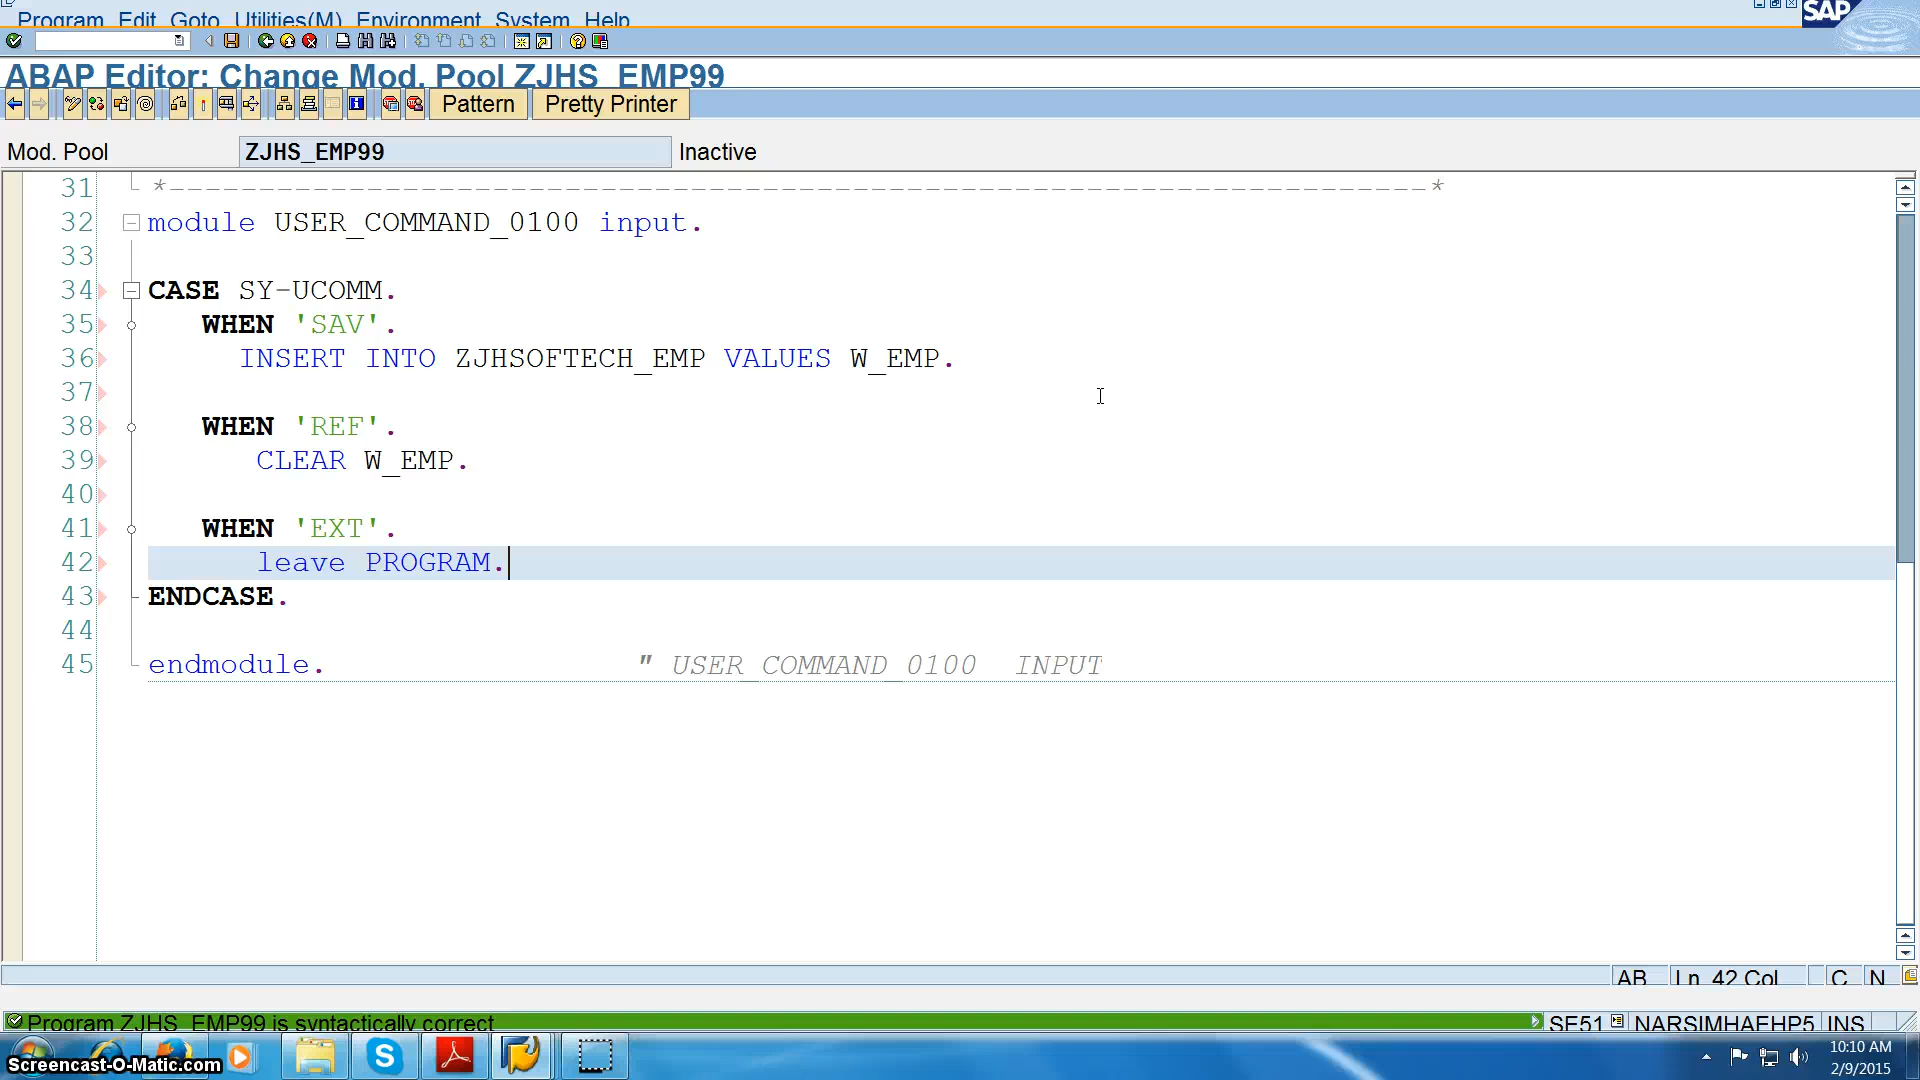 Program Edit Goto Utilities(M) Environment System Help
SAP
ABAP Editor: Change Mod. Pool ZJHS_EMP99
Pattern Pretty Printer
Mod. Pool ZJHS_EMP99 Inactive
31 *----------------------------------------------------------------------*
32 module USER_COMMAND_0100 input.
33
34 CASE SY-UCOMM.
35 WHEN 'SAV'.
36 INSERT INTO ZJHSOFTECH_EMP VALUES W_EMP.
37
38 WHEN 'REF'.
39 CLEAR W_EMP.
40
41 WHEN 'EXT'.
42 leave PROGRAM.
43 ENDCASE.
44
45 endmodule. " USER_COMMAND_0100 INPUT
AB Ln 42 Col C N
Program ZJHS_EMP99 is syntactically correct SE51 NARSIMHAEHP5 INS
Screencast-O-Matic.com
10:10 AM
2/9/2015